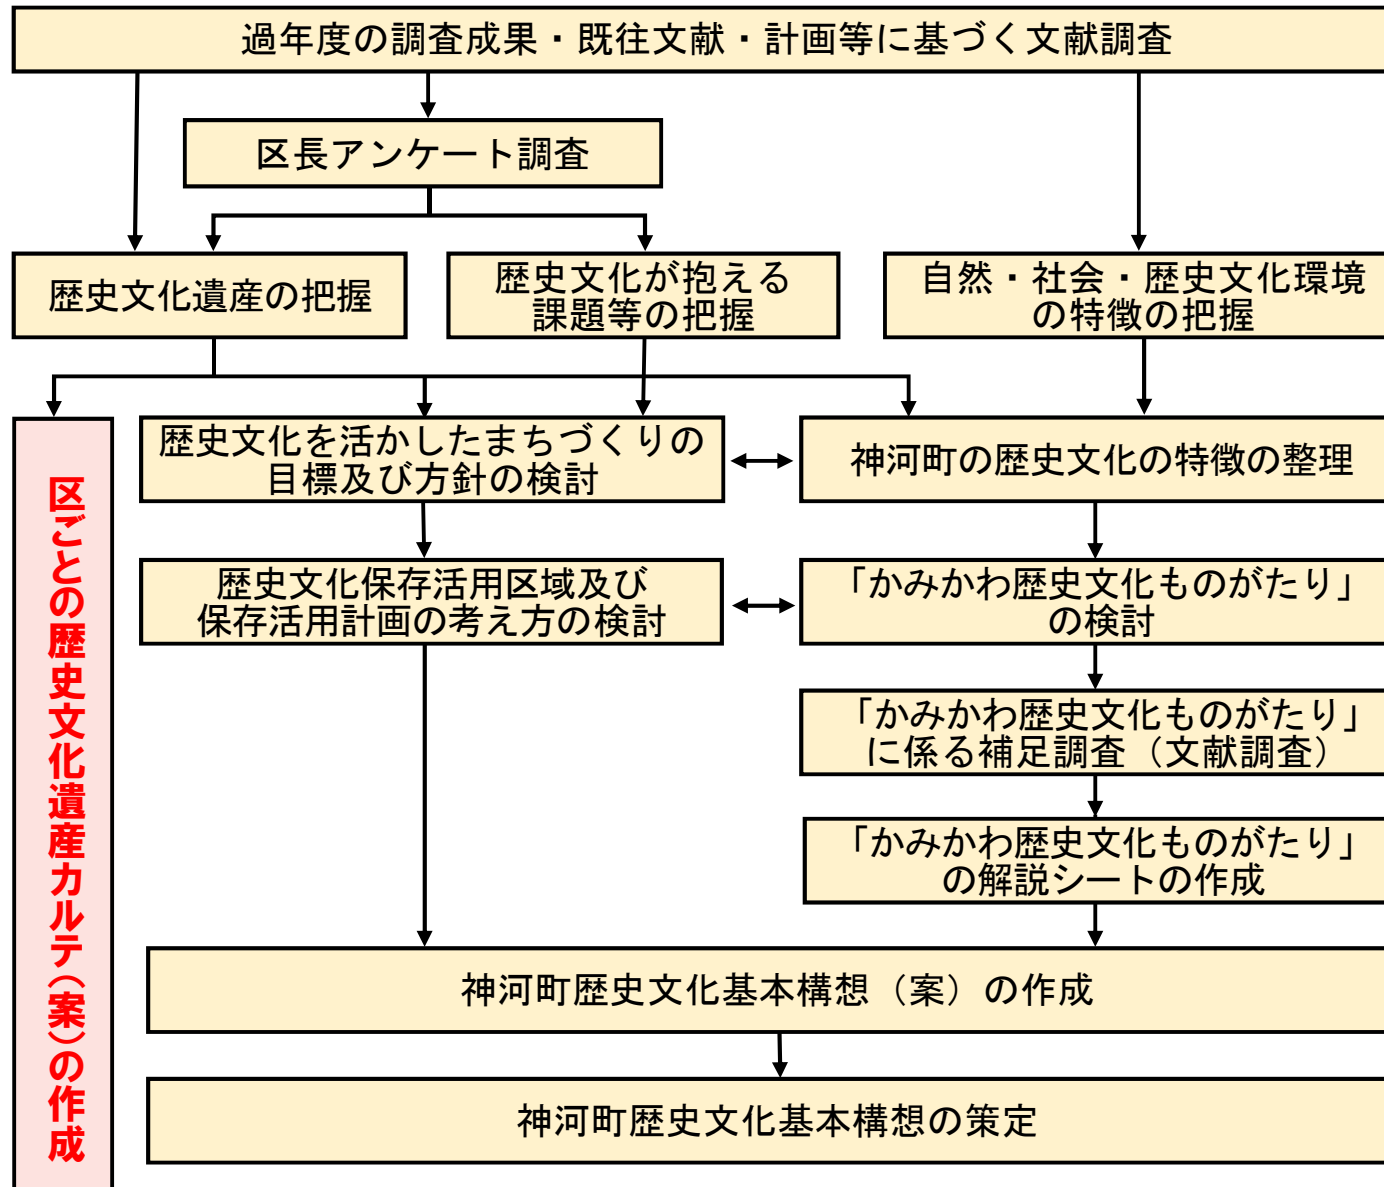 過年度の調査成果・既往文献・計画等に基づく文献調査
区長アンケート調査
歴史文化遺産の把握
歴史文化が抱える
課題等の把握
自然・社会・歴史文化環境
の特徴の把握
区ごとの歴史文化遺産カルテ（案）の作成
歴史文化を活かしたまちづくりの
目標及び方針の検討
神河町の歴史文化の特徴の整理
歴史文化保存活用区域及び
保存活用計画の考え方の検討
「かみかわ歴史文化ものがたり」
の検討
「かみかわ歴史文化ものがたり」
に係る補足調査（文献調査）
「かみかわ歴史文化ものがたり」
の解説シートの作成
神河町歴史文化基本構想（案）の作成
神河町歴史文化基本構想の策定